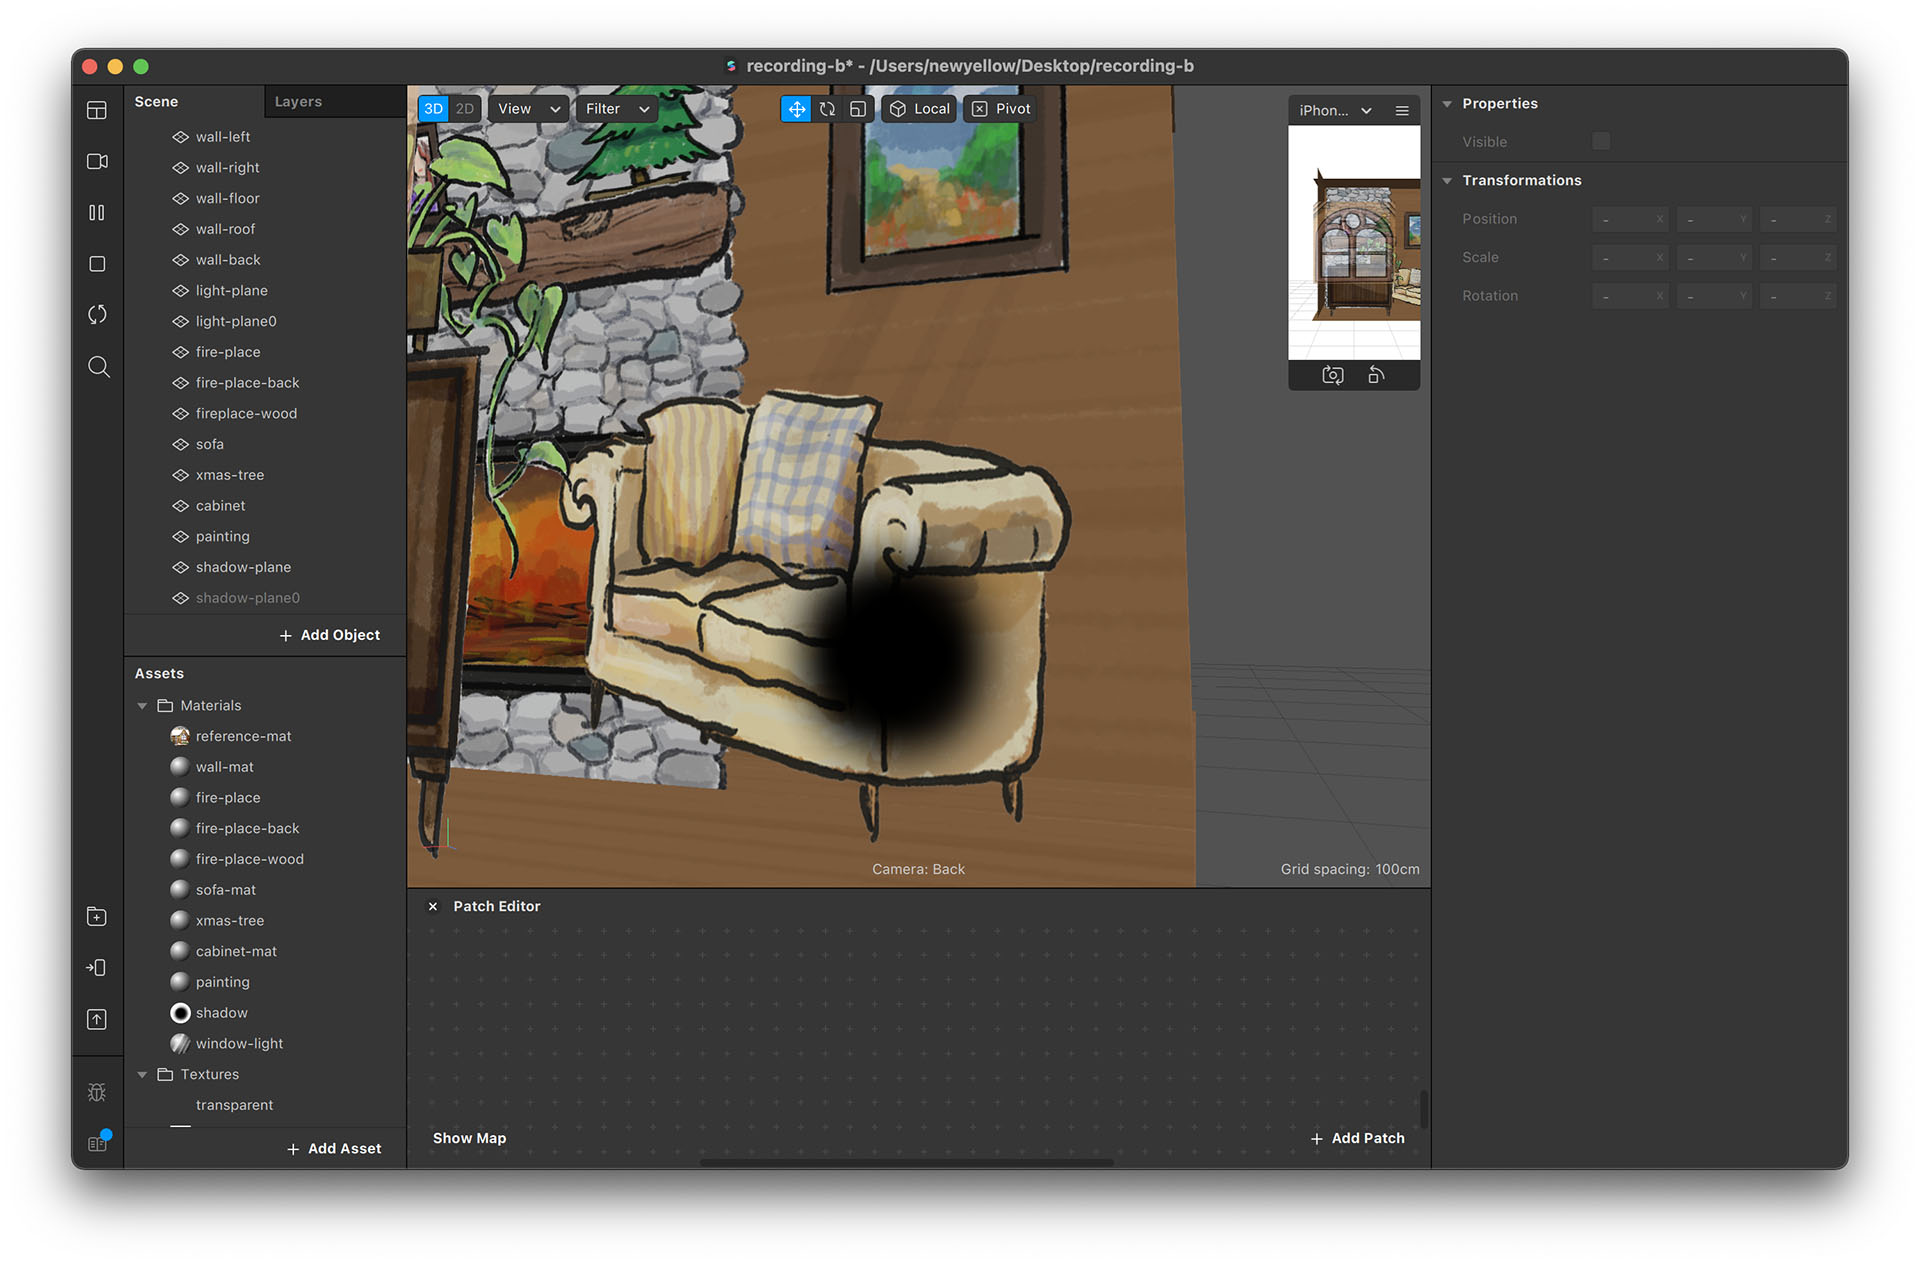 recording-b* - /Users/newyellow/Desktop/recording-b
Scene
Layers
wall-left
wall-right
wall-floor
wall-roof
wall-back
light-plane
light-plane0
fire-place
fire-place-back
fireplace-wood
sofa
xmas-tree
cabinet
painting
shadow-plane
shadow-plane0
+ Add Object
Assets
Materials
reference-mat
wall-mat
fire-place
fire-place-back
fire-place-wood
sofa-mat
xmas-tree
cabinet-mat
painting
shadow
window-light
Textures
transparent
+ Add Asset
3D 2D View Filter Local Pivot
iPhon...
Camera: Back
Grid spacing: 100cm
Patch Editor
Show Map
+ Add Patch
Properties
Visible
Transformations
Position - X - Y - Z
Scale - X - Y - Z
Rotation - X - Y - Z